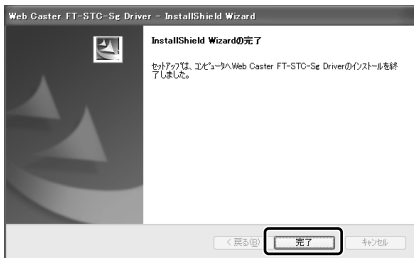 Web Caster FT-STC-Sg Driver - InstallShield Wizard
InstallShield Wizardの完了
セットアップは、コンピュータへWeb Caster FT-STC-Sg Driverのインストールを終
了しました。
< 戻る(B)
完了
キャンセル